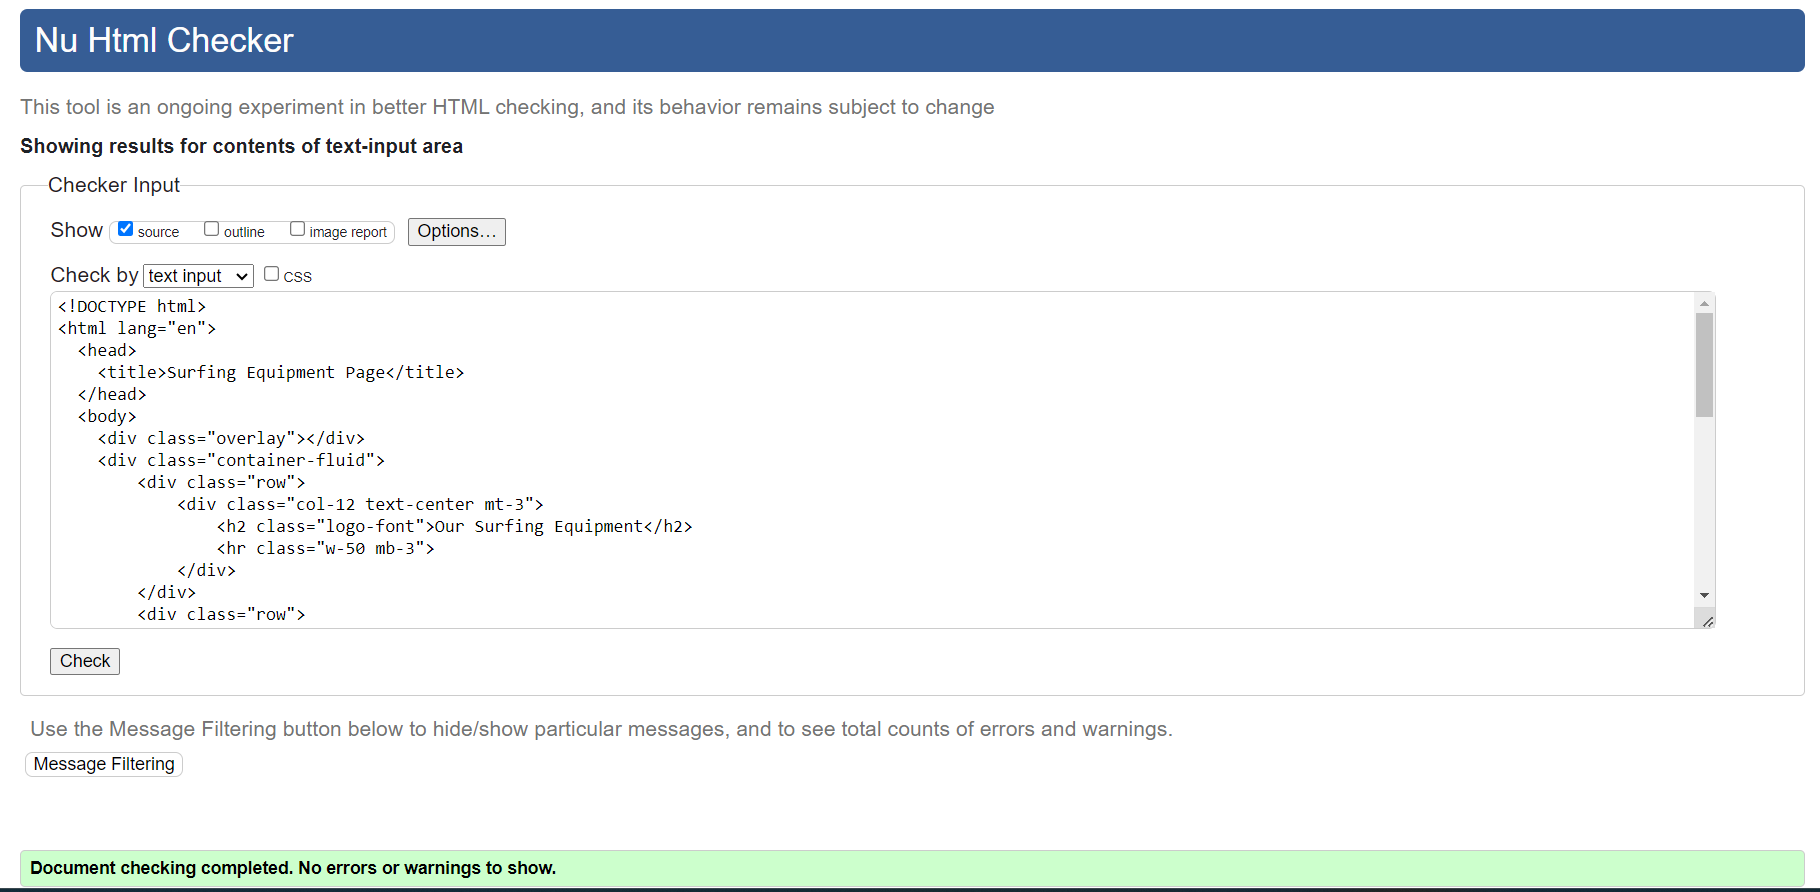 Nu Html Checker
This tool is an ongoing experiment in better HTML checking, and its behavior remains subject to change
Showing results for contents of text-input area
Checker Input
Show source outline image report Options...
Check by text input css
<!DOCTYPE html>
<html lang="en">
  <head>
    <title>Surfing Equipment Page</title>
  </head>
  <body>
    <div class="overlay"></div>
    <div class="container-fluid">
        <div class="row">
            <div class="col-12 text-center mt-3">
                <h2 class="logo-font">Our Surfing Equipment</h2>
                <hr class="w-50 mb-3">
            </div>
        </div>
        <div class="row">
Check
Use the Message Filtering button below to hide/show particular messages, and to see total counts of errors and warnings.
Message Filtering
Document checking completed. No errors or warnings to show.